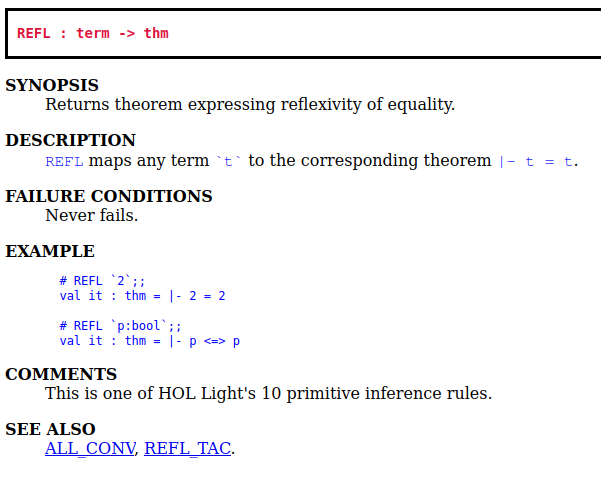 REFL : term -> thm
SYNOPSIS
Returns theorem expressing reflexivity of equality.
DESCRIPTION
REFL maps any term `t` to the corresponding theorem |- t = t.
FAILURE CONDITIONS
Never fails.
EXAMPLE
# REFL `2`;;
val it : thm = |- 2 = 2
# REFL `p:bool`;;
val it : thm = |- p <=> p
COMMENTS
This is one of HOL Light's 10 primitive inference rules.
SEE ALSO
ALL_CONV, REFL_TAC.